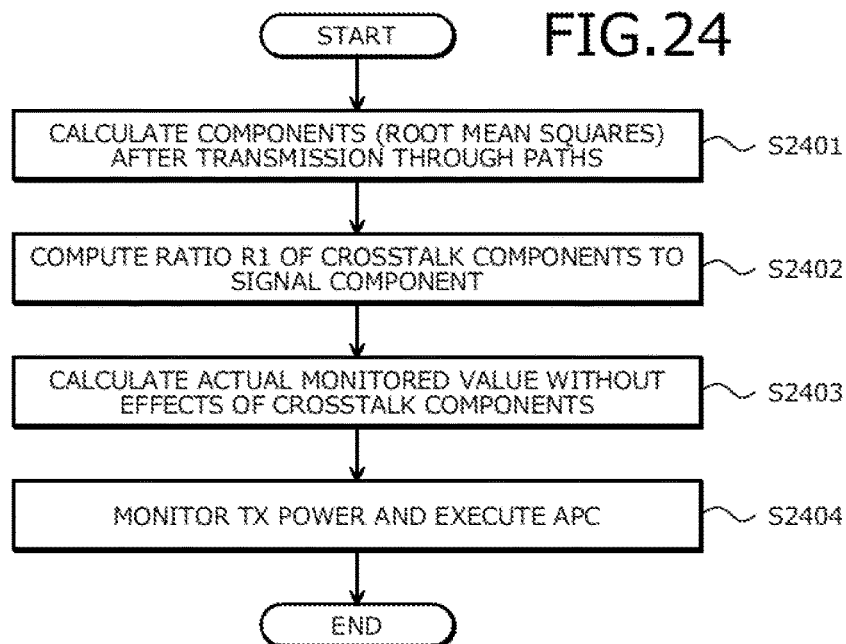 FIG.24
START
CALCULATE COMPONENTS (ROOT MEAN SQUARES)
AFTER TRANSMISSION THROUGH PATHS
S2401
COMPUTE RATIO R1 OF CROSSTALK COMPONENTS TO
SIGNAL COMPONENT
S2402
CALCULATE ACTUAL MONITORED VALUE WITHOUT
EFFECTS OF CROSSTALK COMPONENTS
S2403
MONITOR TX POWER AND EXECUTE APC
S2404
END